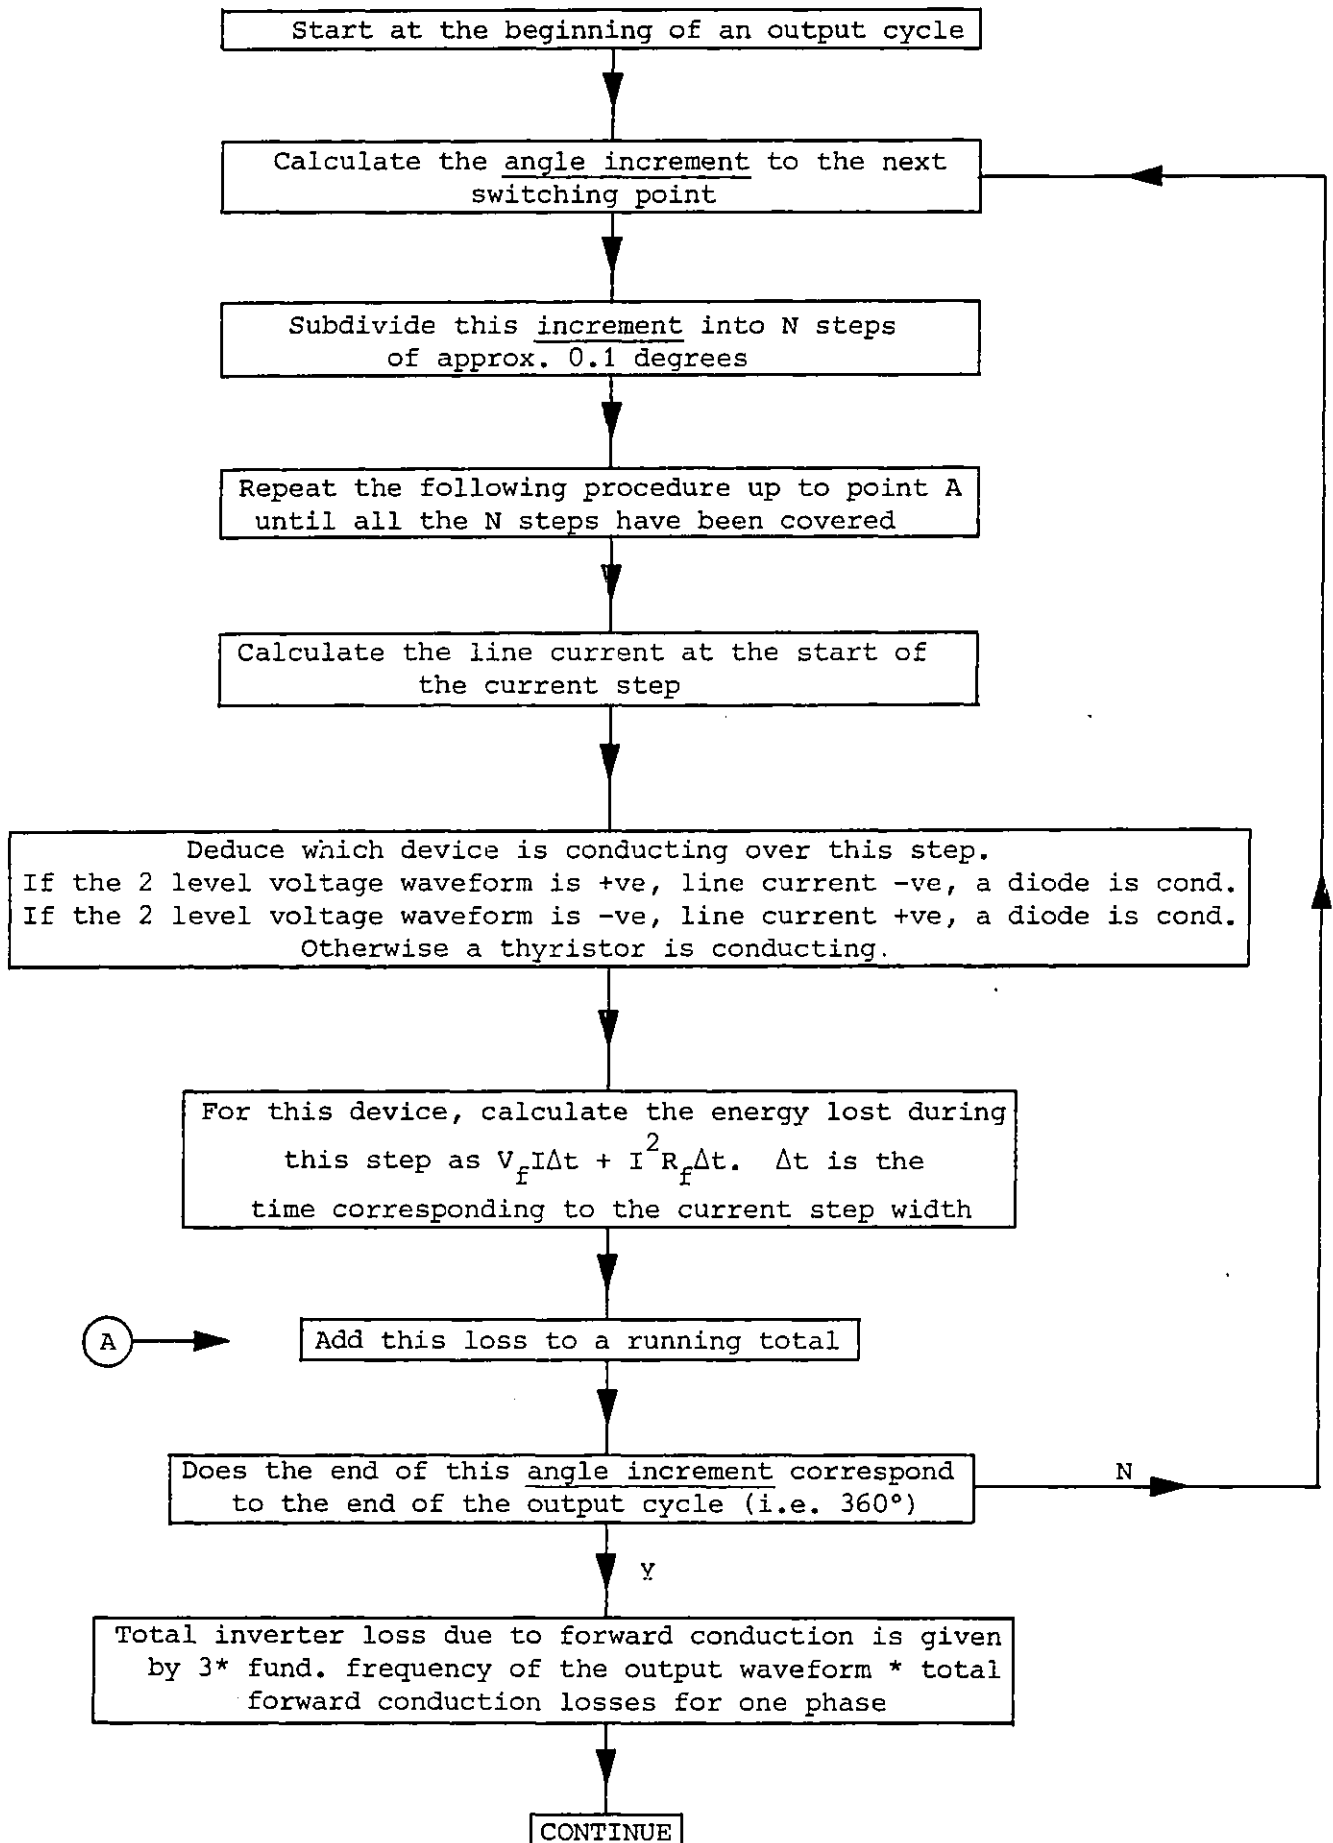 Start at the beginning of an output cycle
Calculate the angle increment to the next
switching point
Subdivide this increment into N steps
of approx. 0.1 degrees
Repeat the following procedure up to point A
until all the N steps have been covered
Calculate the line current at the start of
the current step
Deduce which device is conducting over this step.
If the 2 level voltage waveform is +ve, line current -ve, a diode is cond.
If the 2 level voltage waveform is -ve, line current +ve, a diode is cond.
Otherwise a thyristor is conducting.
For this device, calculate the energy lost during
this step as V_f IΔt + I²R_f Δt. Δt is the
time corresponding to the current step width
A
Add this loss to a running total
Does the end of this angle increment correspond
to the end of the output cycle (i.e. 360°)
N
Y
Total inverter loss due to forward conduction is given
by 3* fund. frequency of the output waveform * total
forward conduction losses for one phase
CONTINUE